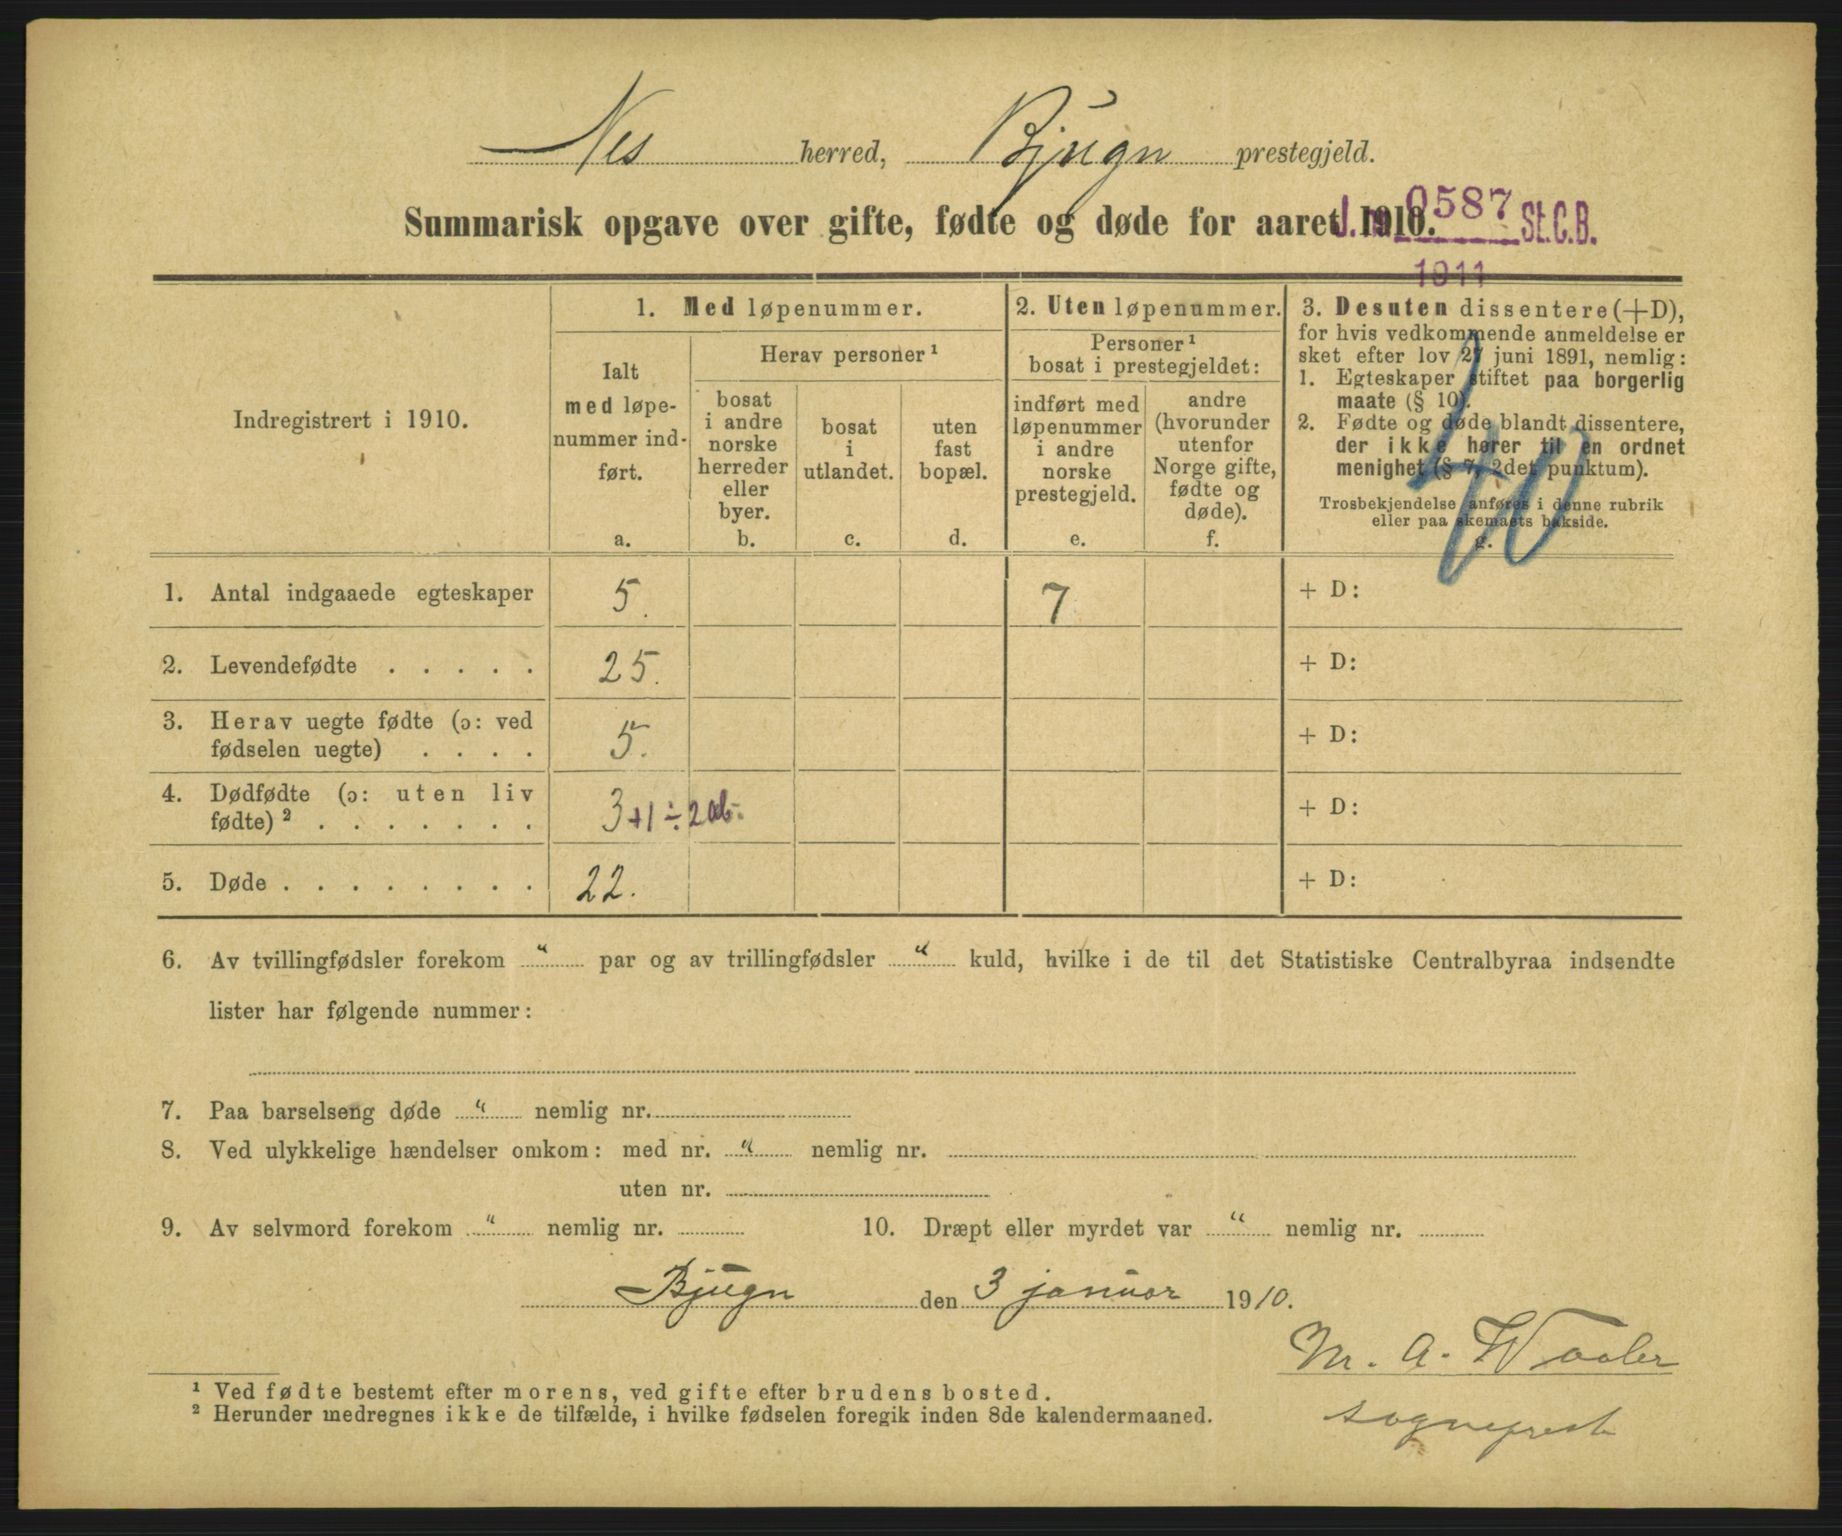 Nes herred, Bjugn prestegjeld.
Summarisk opgave over gifte, fødte og døde for aaret 1910.
J. 0587 St.C.B.
1911
Indregistrert i 1910.
1. Med løpenummer.
Ialt
med løpe-
nummer ind-
ført.
a.
Herav personer ¹
bosat
i andre
norske
herreder
eller
byer.
b.
bosat
i
utlandet.
c.
uten
fast
bopæl.
d.
2. Uten løpenummer.
Personer ¹
bosat i prestegjeldet:
indført med
løpenummer
i andre
norske
prestegjeld.
e.
andre
(hvorunder
utenfor
Norge gifte,
fødte og
døde).
f.
3. Desuten dissentere (+D),
for hvis vedkommende anmeldelse er
sket efter lov 27 juni 1891, nemlig:
1. Egteskaper stiftet paa borgerlig
maate (§ 10).
2. Fødte og døde blandt dissentere,
der ikke hører til en ordnet
menighet (§ 7, 2det punktum).
Trosbekjendelse anføres i denne rubrik
eller paa skemaets bakside.
g.
1. Antal indgaaede egteskaper 5. 7 + D:
2. Levendefødte . . . . . 25. + D:
3. Herav uegte fødte (ɔ: ved
fødselen uegte) . . . . 5. + D:
4. Dødfødte (ɔ: uten liv
fødte) ² . . . . . . . 3 +1 ÷ 2 ab. + D:
5. Døde . . . . . . . . 22. + D:
6. Av tvillingfødsler forekom " par og av trillingfødsler " kuld, hvilke i de til det Statistiske Centralbyraa indsendte
lister har følgende nummer:
7. Paa barselseng døde " nemlig nr.
8. Ved ulykkelige hændelser omkom: med nr. " nemlig nr.
uten nr.
9. Av selvmord forekom " nemlig nr. 10. Dræpt eller myrdet var " nemlig nr.
Bjugn den 3 januar 1910.
M. A. Waaler
sogneprest
¹ Ved fødte bestemt efter morens, ved gifte efter brudens bosted.
² Herunder medregnes ikke de tilfælde, i hvilke fødselen foregik inden 8de kalendermaaned.